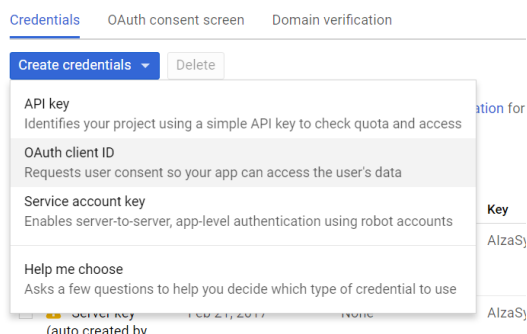 Credentials OAuth consent screen Domain verification
Create credentials Delete
API key
Identifies your project using a simple API key to check quota and access
ation for
OAuth client ID
Requests user consent so your app can access the user's data
Service account key
Key
Enables server-to-server, app-level authentication using robot accounts
AIzaSy
Help me choose
Asks a few questions to help you decide which type of credential to use
Server key Feb 21, 2017 None AIzaSy
(auto created by